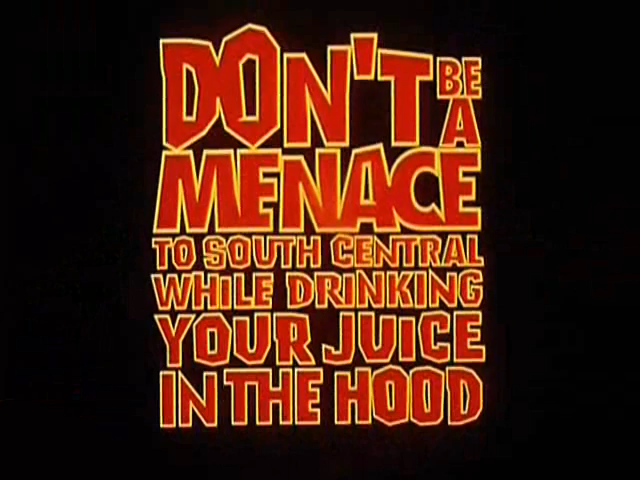 DON'T BE A
MENACE
TO SOUTH CENTRAL
WHILE DRINKING
YOUR JUICE
IN THE HOOD